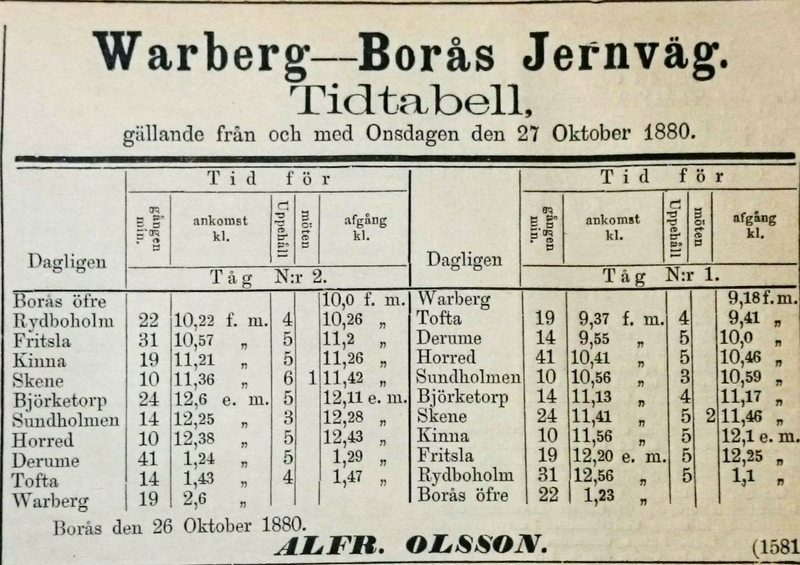 Warberg—Borås Jernväg.
Tidtabell,
gällande från och med Onsdagen den 27 Oktober 1880.
Dagligen
Tid för
gången min. ankomst kl. Uppehåll möten afgång kl.
Tåg N:r 2.
Borås öfre 10,0 f. m.
Rydboholm 22 10,22 f. m. 4 10,26 „
Fritsla 31 10,57 „ 5 11,2 „
Kinna 19 11,21 „ 5 11,26 „
Skene 10 11,36 „ 6 1 11,42 „
Björketorp 24 12,6 e. m. 5 12,11 e. m.
Sundholmen 14 12,25 „ 3 12,28 „
Horred 10 12,38 „ 5 12,43 „
Derume 41 1,24 „ 5 1,29 „
Tofta 14 1,43 „ 4 1,47 „
Warberg 19 2,6 „
Dagligen
Tid för
gången min. ankomst kl. Uppehåll möten afgång kl.
Tåg N:r 1.
Warberg 9,18 f. m.
Tofta 19 9,37 f. m. 4 9,41 „
Derume 14 9,55 „ 5 10,0 „
Horred 41 10,41 „ 5 10,46 „
Sundholmen 10 10,56 „ 3 10,59 „
Björketorp 14 11,13 „ 4 11,17 „
Skene 24 11,41 „ 5 2 11,46 „
Kinna 10 11,56 „ 5 12,1 e. m.
Fritsla 19 12,20 e. m. 5 12,25 „
Rydboholm 31 12,56 „ 5 1,1 „
Borås öfre 22 1,23 „
Borås den 26 Oktober 1880.
ALFR. OLSSON.
(1581